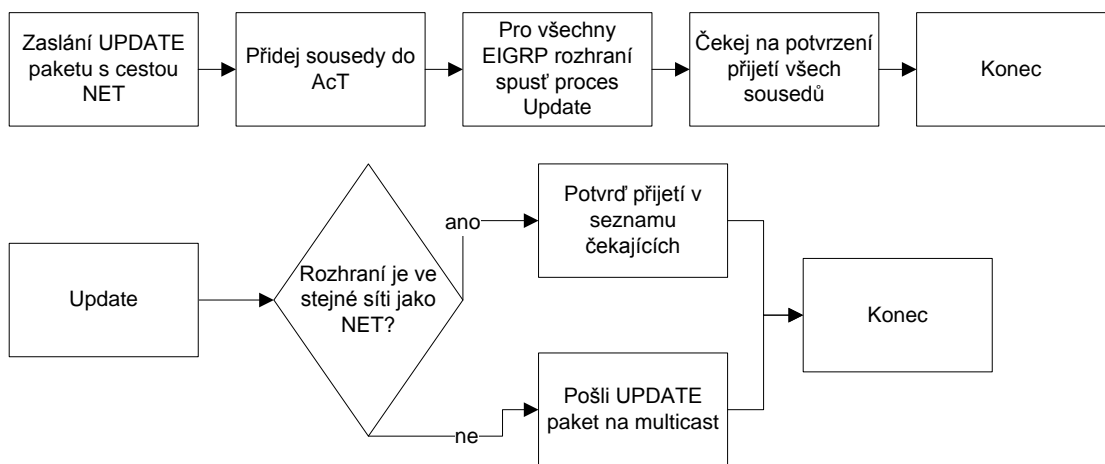 Zaslání UPDATE
paketu s cestou
NET
Přidej sousedy do
AcT
Pro všechny
EIGRP rozhraní
spusť proces
Update
Čekej na potvrzení
přijetí všech
sousedů
Konec
Update
Rozhraní je ve
stejné síti jako
NET?
ano
Potvrď přijetí v
seznamu
čekajících
ne
Pošli UPDATE
paket na multicast
Konec